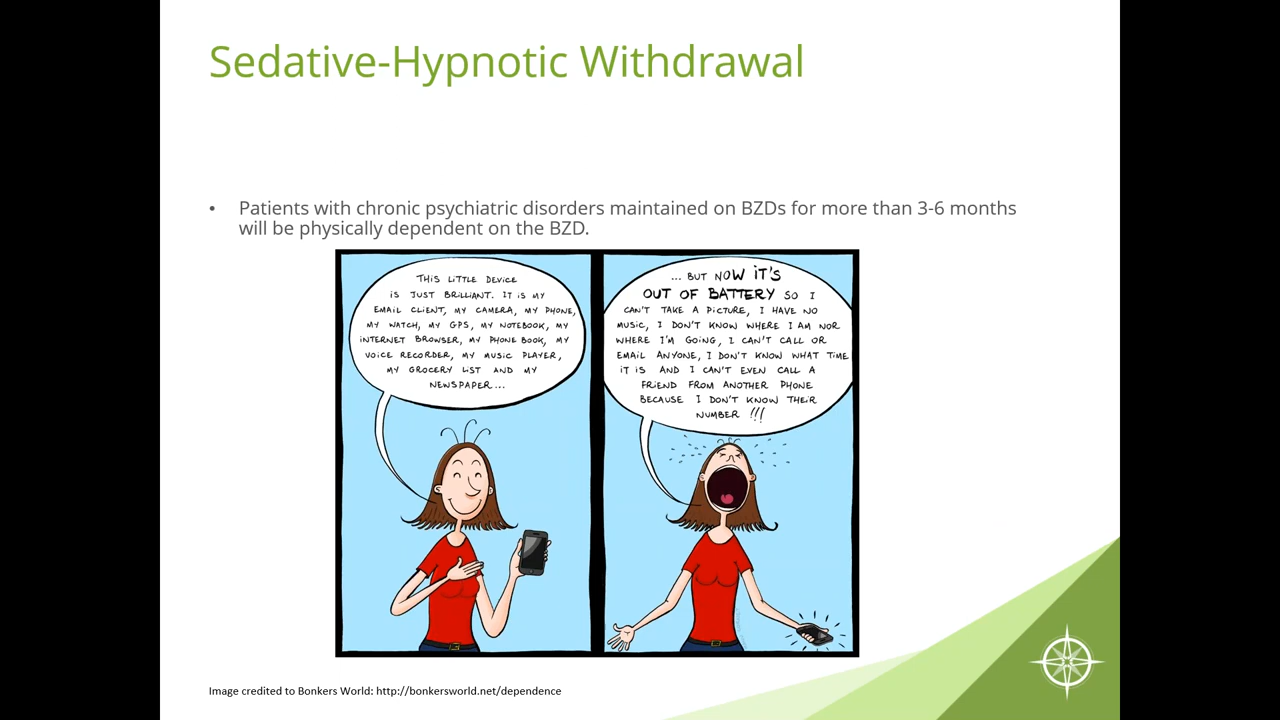 Sedative-Hypnotic Withdrawal
• Patients with chronic psychiatric disorders maintained on BZDs for more than 3-6 months
will be physically dependent on the BZD.
THIS LITTLE DEVICE
IS JUST BRILLIANT. IT IS MY
EMAIL CLIENT, MY CAMERA, MY PHONE,
MY WATCH, MY GPS, MY NOTEBOOK, MY
INTERNET BROWSER, MY PHONE BOOK, MY
VOICE RECORDER, MY MUSIC PLAYER,
MY GROCERY LIST AND MY
NEWSPAPER...
... BUT NOW IT'S
OUT OF BATTERY SO I
CAN'T TAKE A PICTURE, I HAVE NO
MUSIC, I DON'T KNOW WHERE I AM NOR
WHERE I'M GOING, I CAN'T CALL OR
EMAIL ANYONE, I DON'T KNOW WHAT TIME
IT IS AND I CAN'T EVEN CALL A
FRIEND FROM ANOTHER PHONE
BECAUSE I DON'T KNOW THEIR
NUMBER !!!
Image credited to Bonkers World: http://bonkersworld.net/dependence